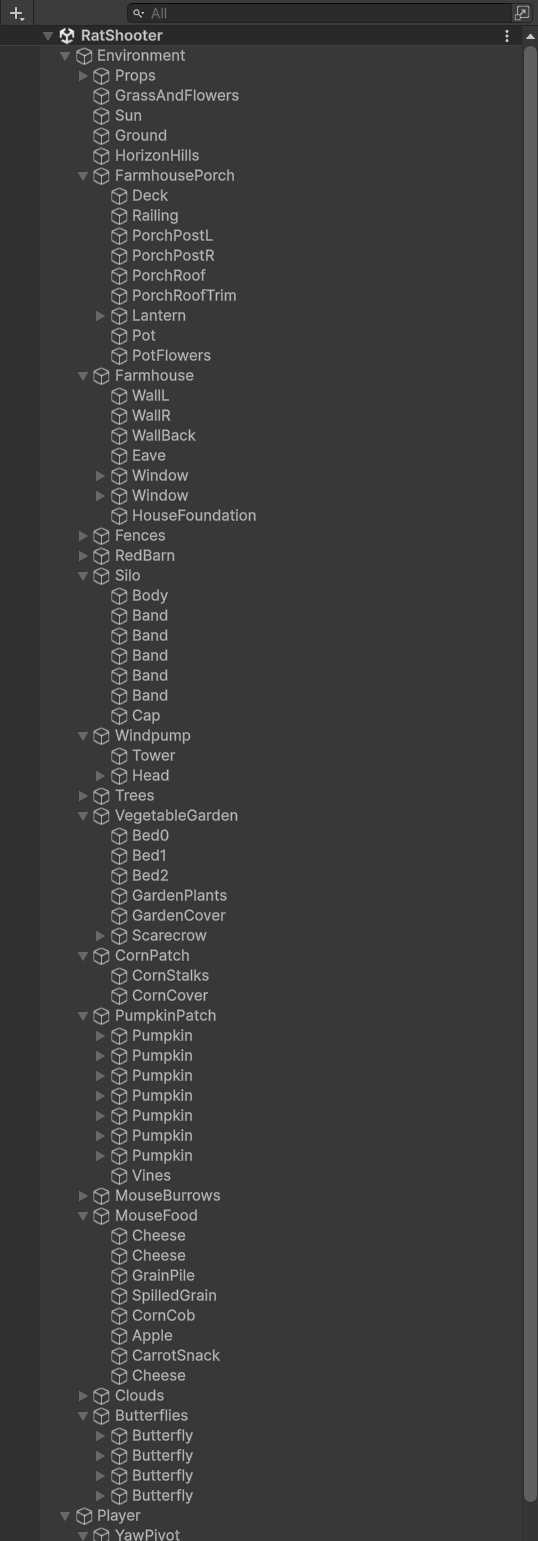 All
RatShooter
Environment
Props
GrassAndFlowers
Sun
Ground
HorizonHills
FarmhousePorch
Deck
Railing
PorchPostL
PorchPostR
PorchRoof
PorchRoofTrim
Lantern
Pot
PotFlowers
Farmhouse
WallL
WallR
WallBack
Eave
Window
Window
HouseFoundation
Fences
RedBarn
Silo
Body
Band
Band
Band
Band
Band
Cap
Windpump
Tower
Head
Trees
VegetableGarden
Bed0
Bed1
Bed2
GardenPlants
GardenCover
Scarecrow
CornPatch
CornStalks
CornCover
PumpkinPatch
Pumpkin
Pumpkin
Pumpkin
Pumpkin
Pumpkin
Pumpkin
Pumpkin
Vines
MouseBurrows
MouseFood
Cheese
Cheese
GrainPile
SpilledGrain
CornCob
Apple
CarrotSnack
Cheese
Clouds
Butterflies
Butterfly
Butterfly
Butterfly
Butterfly
Player
YawPivot